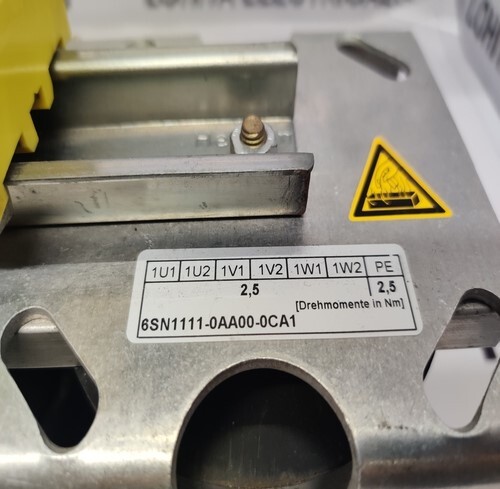 1U1 1U2 1V1 1V2 1W1 1W2 PE
2,5 2,5
[Drehmomente in Nm]
6SN1111-0AA00-0CA1